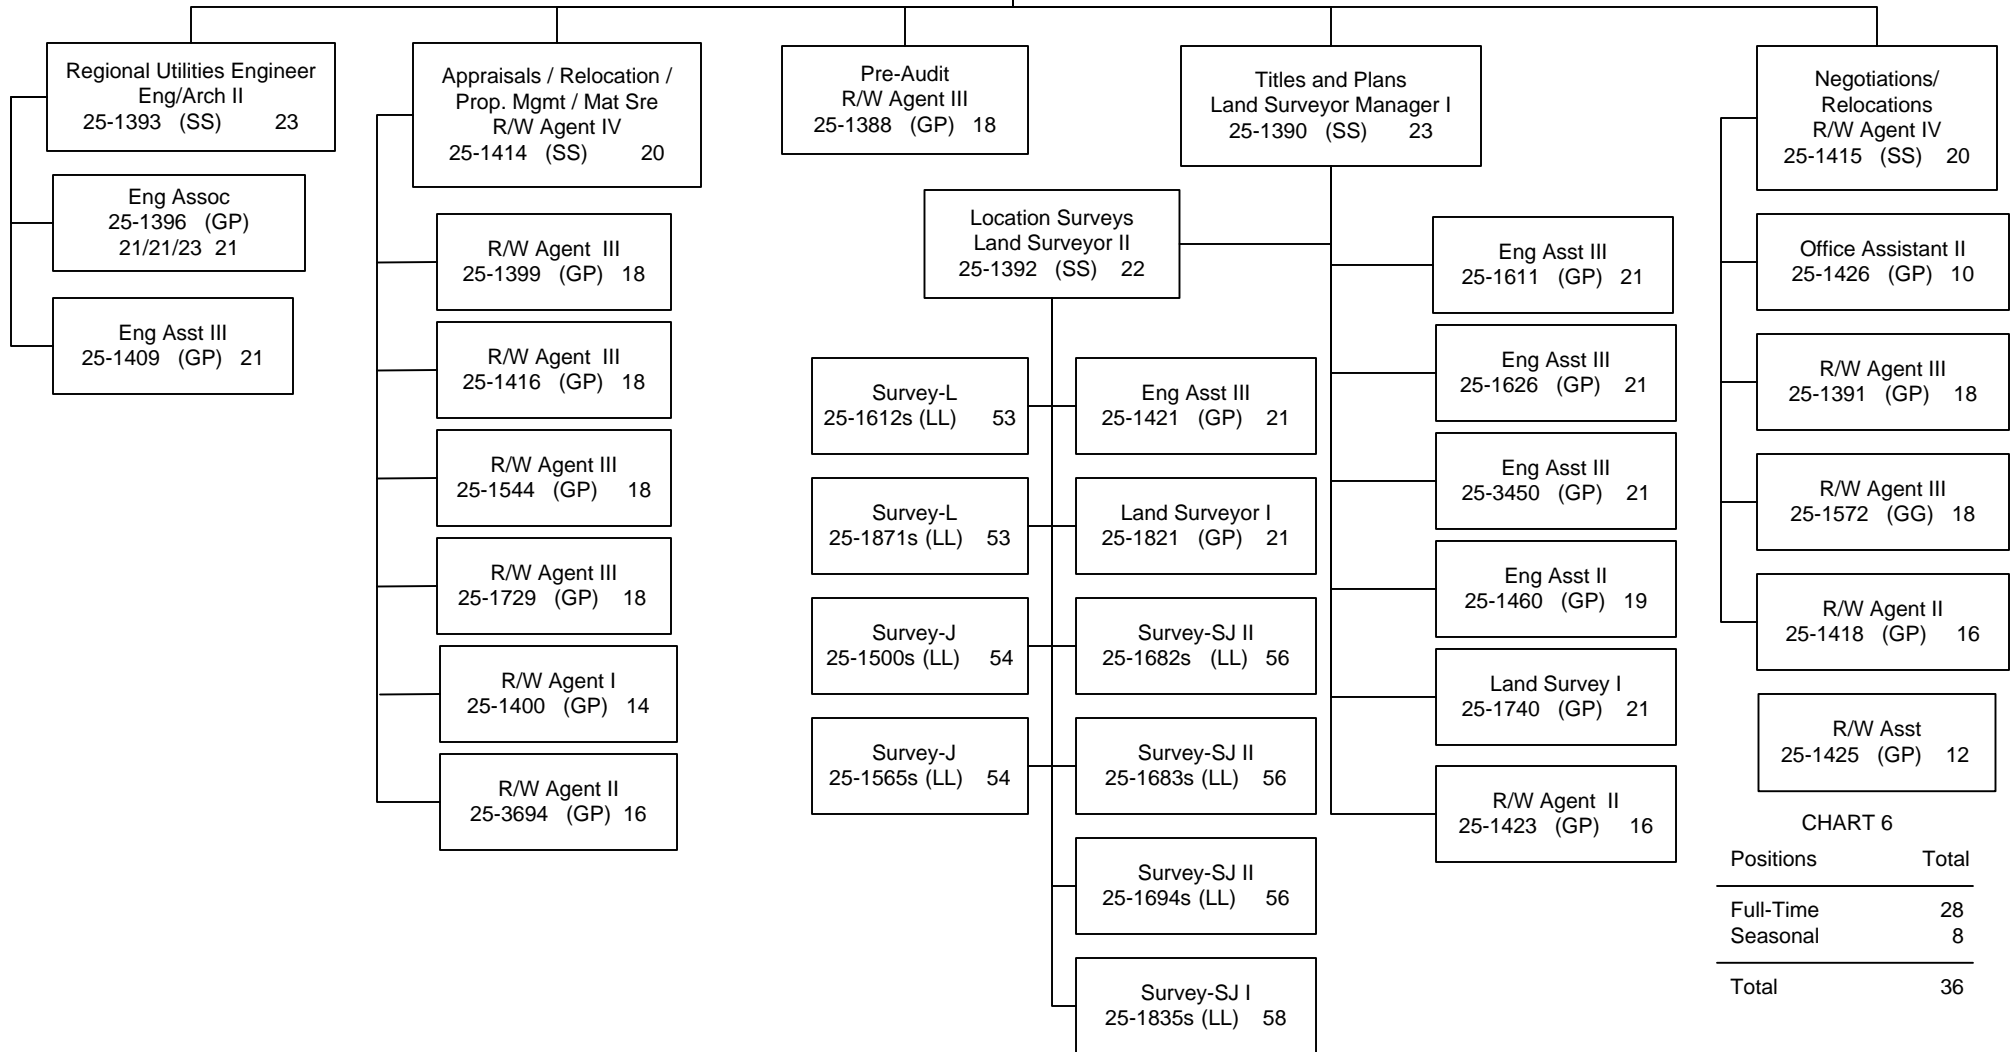 Regional Utilities Engineer
Eng/Arch II
25-1393 (SS) 23
Eng Assoc
25-1396 (GP)
21/21/23 21
Eng Asst III
25-1409 (GP) 21
Appraisals / Relocation /
Prop. Mgmt / Mat Sre
R/W Agent IV
25-1414 (SS) 20
R/W Agent III
25-1399 (GP) 18
R/W Agent III
25-1416 (GP) 18
R/W Agent III
25-1544 (GP) 18
R/W Agent III
25-1729 (GP) 18
R/W Agent I
25-1400 (GP) 14
R/W Agent II
25-3694 (GP) 16
Pre-Audit
R/W Agent III
25-1388 (GP) 18
Titles and Plans
Land Surveyor Manager I
25-1390 (SS) 23
Location Surveys
Land Surveyor II
25-1392 (SS) 22
Survey-L
25-1612s (LL) 53
Survey-L
25-1871s (LL) 53
Survey-J
25-1500s (LL) 54
Survey-J
25-1565s (LL) 54
Eng Asst III
25-1421 (GP) 21
Land Surveyor I
25-1821 (GP) 21
Survey-SJ II
25-1682s (LL) 56
Survey-SJ II
25-1683s (LL) 56
Survey-SJ II
25-1694s (LL) 56
Survey-SJ I
25-1835s (LL) 58
Eng Asst III
25-1611 (GP) 21
Eng Asst III
25-1626 (GP) 21
Eng Asst III
25-3450 (GP) 21
Eng Asst II
25-1460 (GP) 19
Land Survey I
25-1740 (GP) 21
R/W Agent II
25-1423 (GP) 16
Negotiations/
Relocations
R/W Agent IV
25-1415 (SS) 20
Office Assistant II
25-1426 (GP) 10
R/W Agent III
25-1391 (GP) 18
R/W Agent III
25-1572 (GG) 18
R/W Agent II
25-1418 (GP) 16
R/W Asst
25-1425 (GP) 12
CHART 6
Positions Total
Full-Time 28
Seasonal 8
Total 36